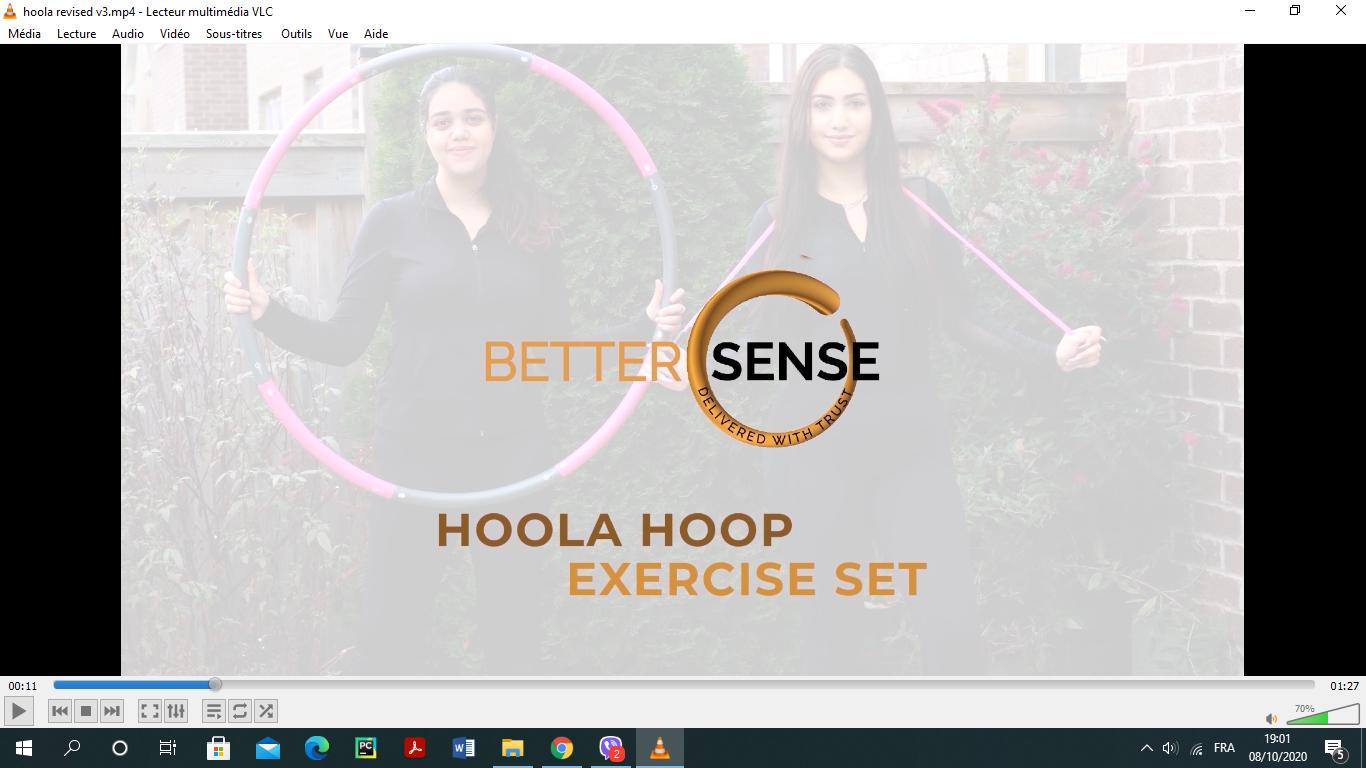 hoola revised v3.mp4 - Lecteur multimédia VLC
Média Lecture Audio Vidéo Sous-titres Outils Vue Aide
BETTER SENSE
DELIVERED WITH TRUST
HOOLA HOOP
EXERCISE SET
00:11 01:27
70%
PC
W
2
FRA
19:01
08/10/2020
5